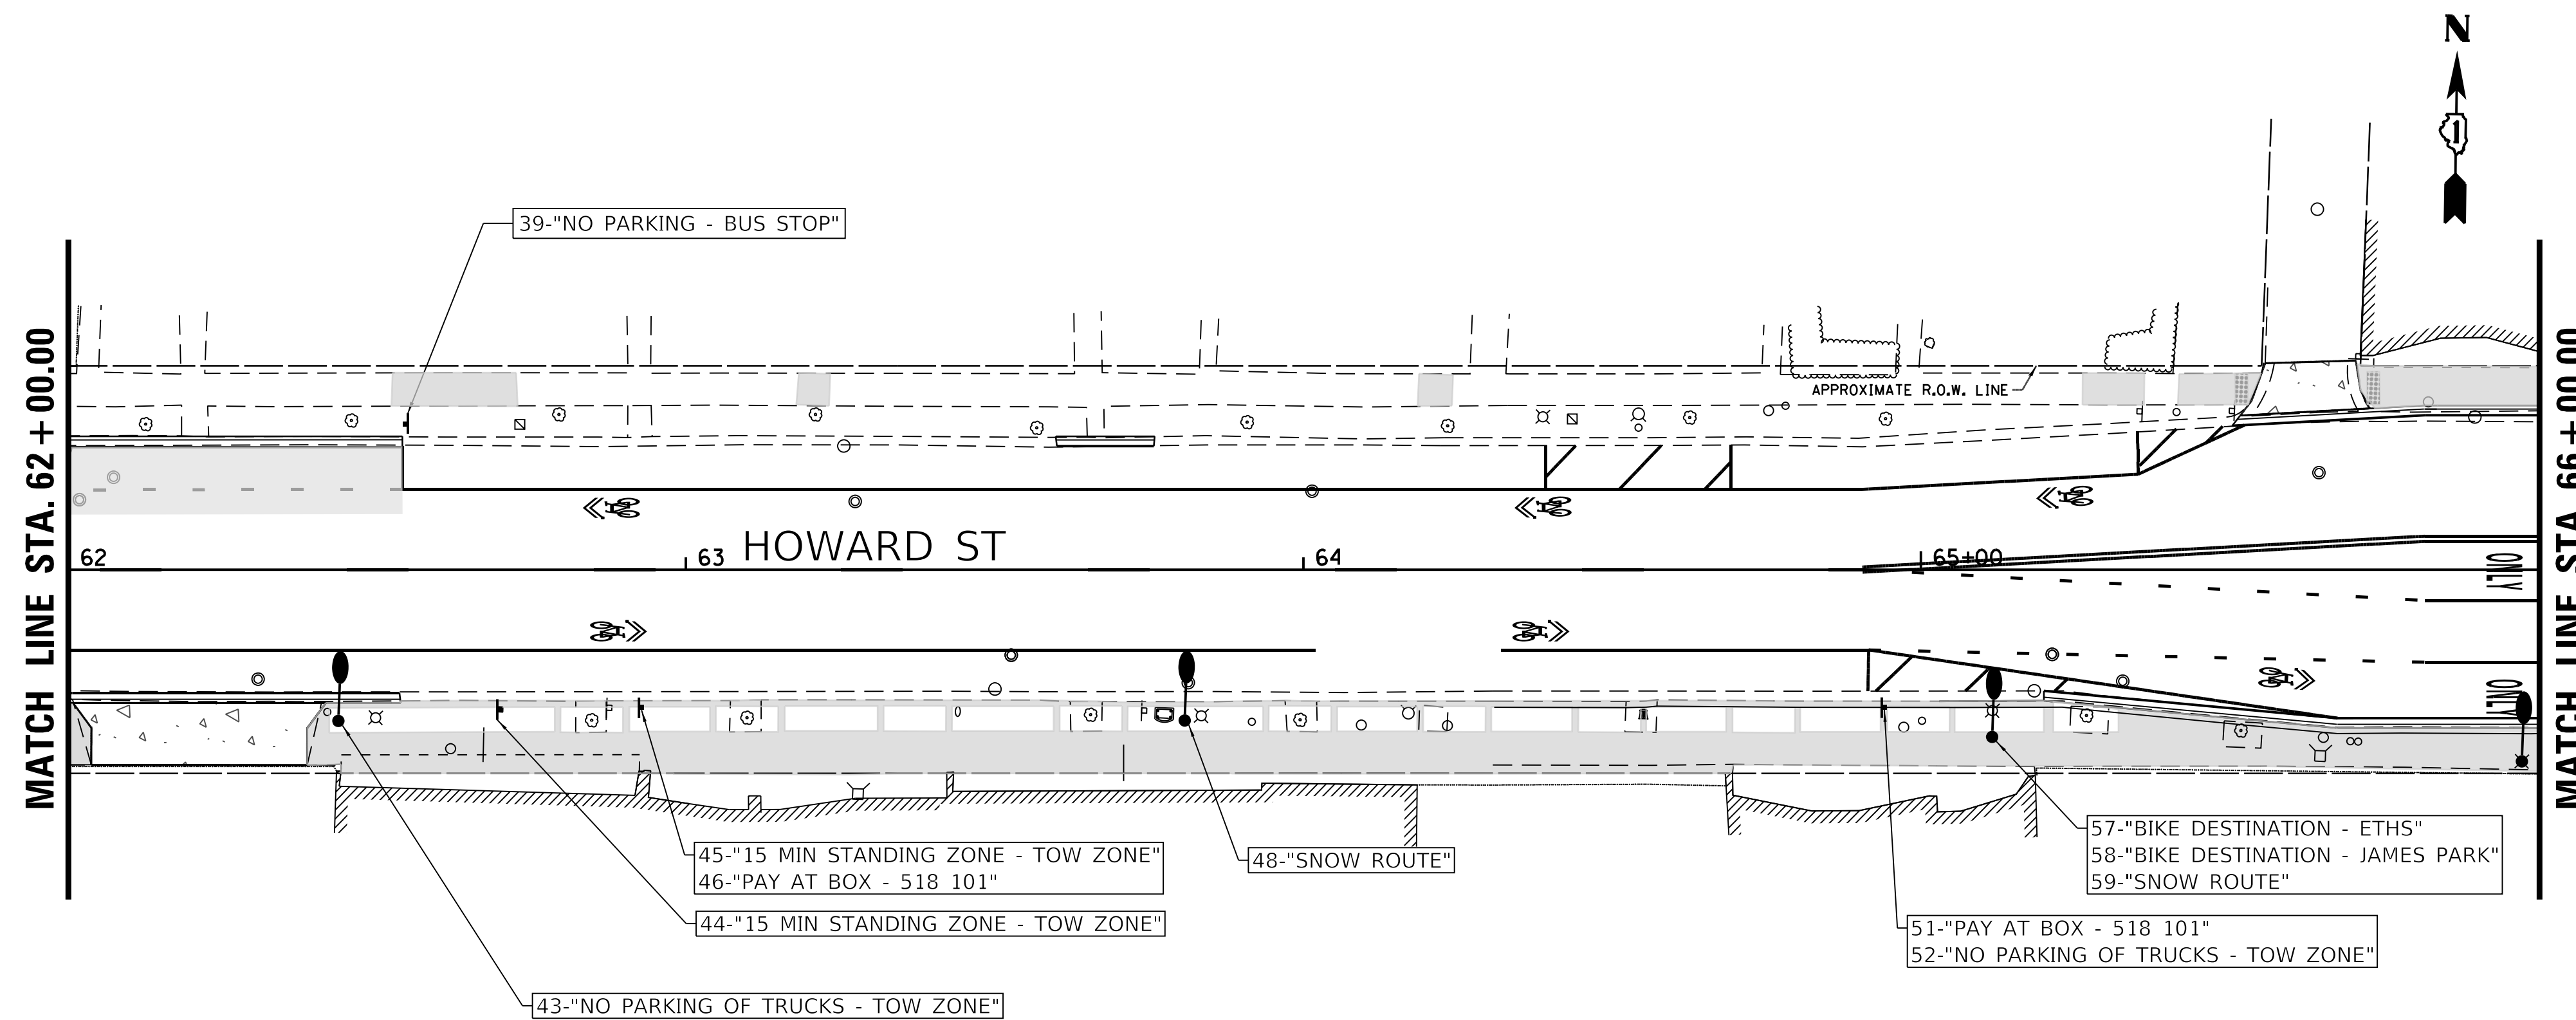 N
39-"NO PARKING - BUS STOP"
MATCH LINE STA. 62+00.00
APPROXIMATE R.O.W. LINE
MATCH LINE STA. 66+00.00
62
63
HOWARD ST
64
65+00
ONLY
ONLY
45-"15 MIN STANDING ZONE - TOW ZONE"
46-"PAY AT BOX - 518 101"
48-"SNOW ROUTE"
57-"BIKE DESTINATION - ETHS"
58-"BIKE DESTINATION - JAMES PARK"
59-"SNOW ROUTE"
44-"15 MIN STANDING ZONE - TOW ZONE"
51-"PAY AT BOX - 518 101"
52-"NO PARKING OF TRUCKS - TOW ZONE"
43-"NO PARKING OF TRUCKS - TOW ZONE"